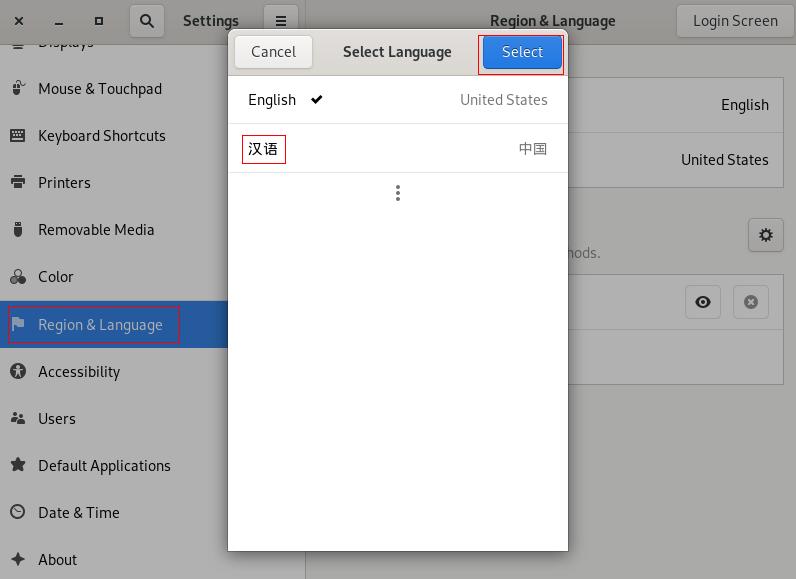 Settings
Region & Language
Login Screen
Displays
Mouse & Touchpad
Keyboard Shortcuts
Printers
Removable Media
Color
Region & Language
Accessibility
Users
Default Applications
Date & Time
About
Cancel
Select Language
Select
English
United States
汉语
中国
English
United States
hods.